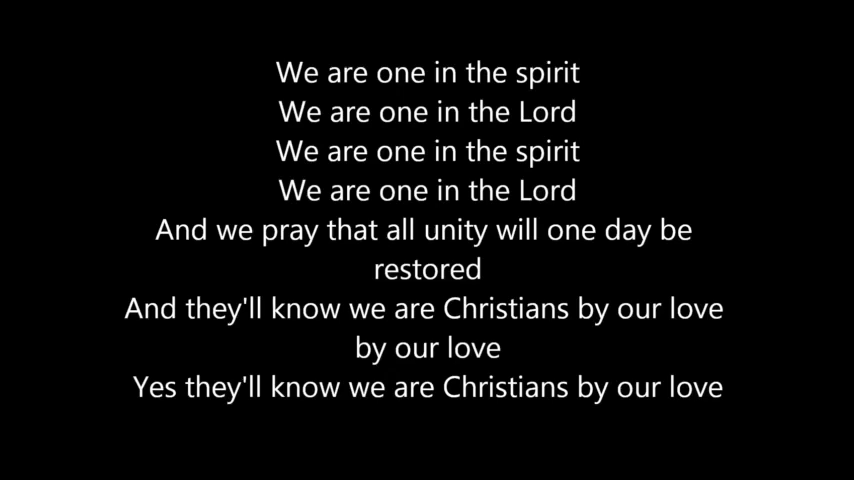 We are one in the spirit
We are one in the Lord
We are one in the spirit
We are one in the Lord
And we pray that all unity will one day be
restored
And they'll know we are Christians by our love
by our love
Yes they'll know we are Christians by our love